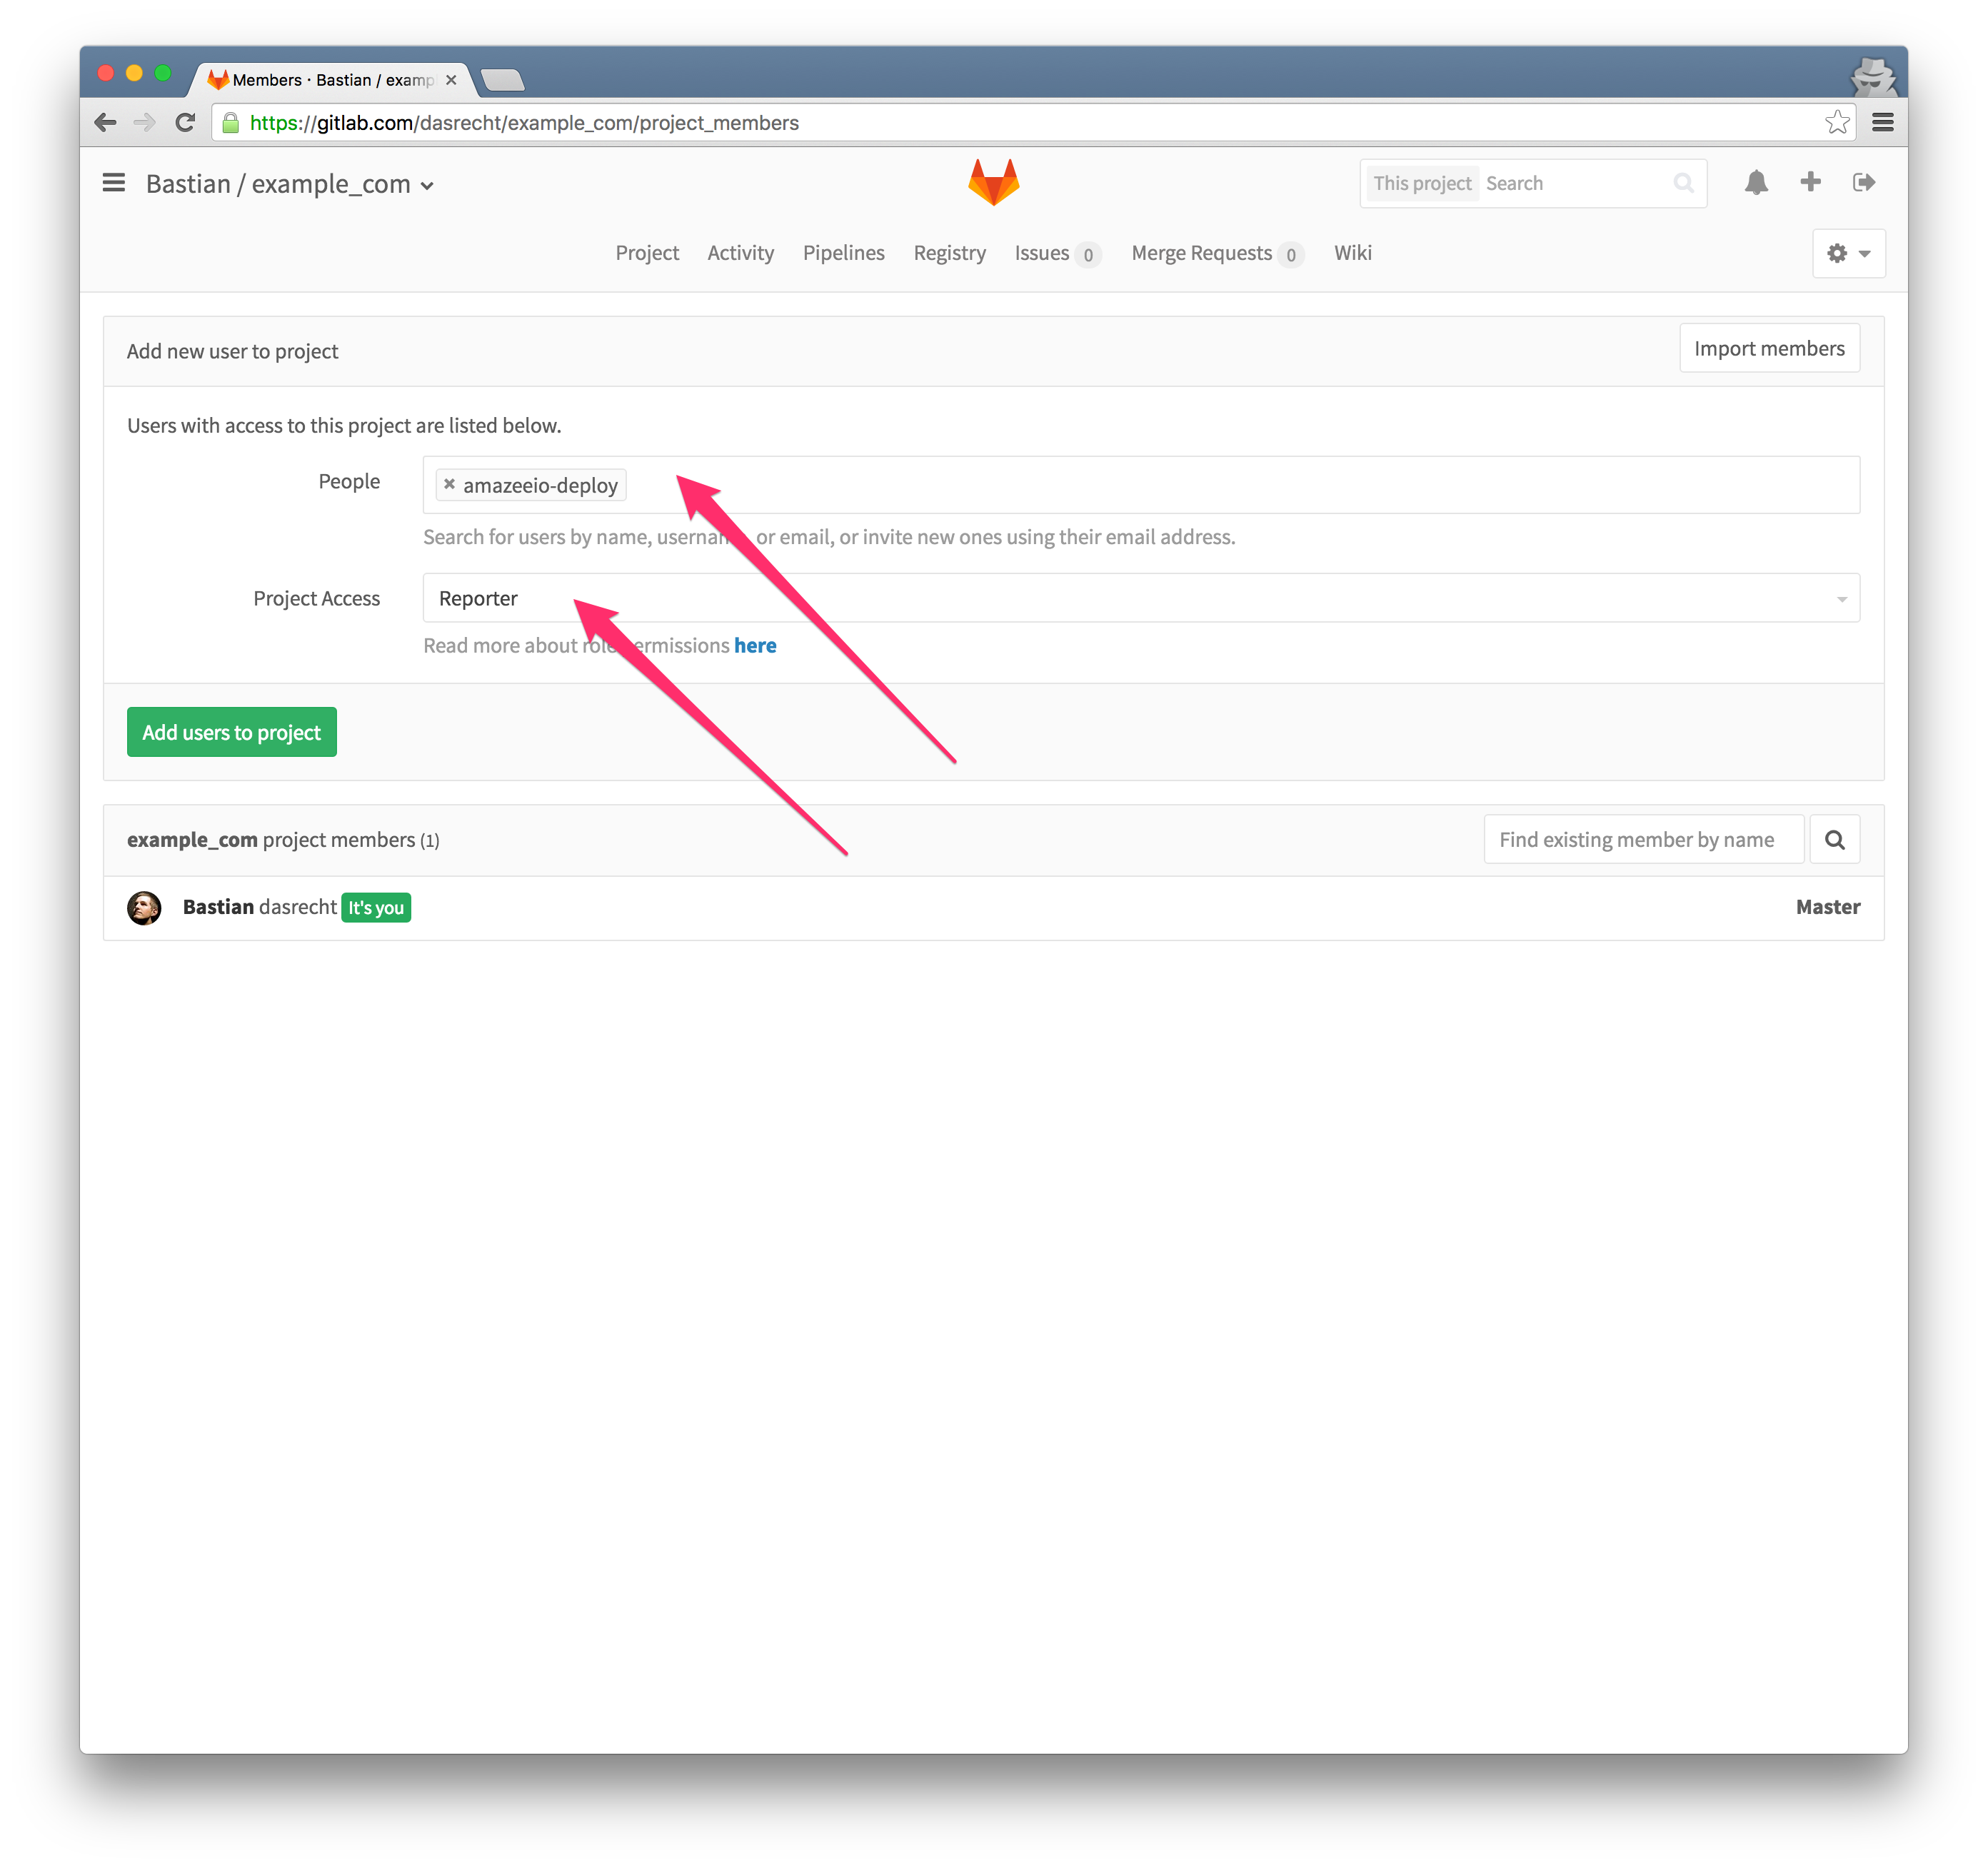 Members · Bastian / examp
https://gitlab.com/dasrecht/example_com/project_members
Bastian / example_com
This project Search
Project Activity Pipelines Registry Issues 0 Merge Requests 0 Wiki
Add new user to project
Import members
Users with access to this project are listed below.
People
amazeeio-deploy
Search for users by name, usernam or email, or invite new ones using their email address.
Project Access
Reporter
Read more about role ermissions here
Add users to project
example_com project members (1)
Find existing member by name
Bastian dasrecht It's you
Master